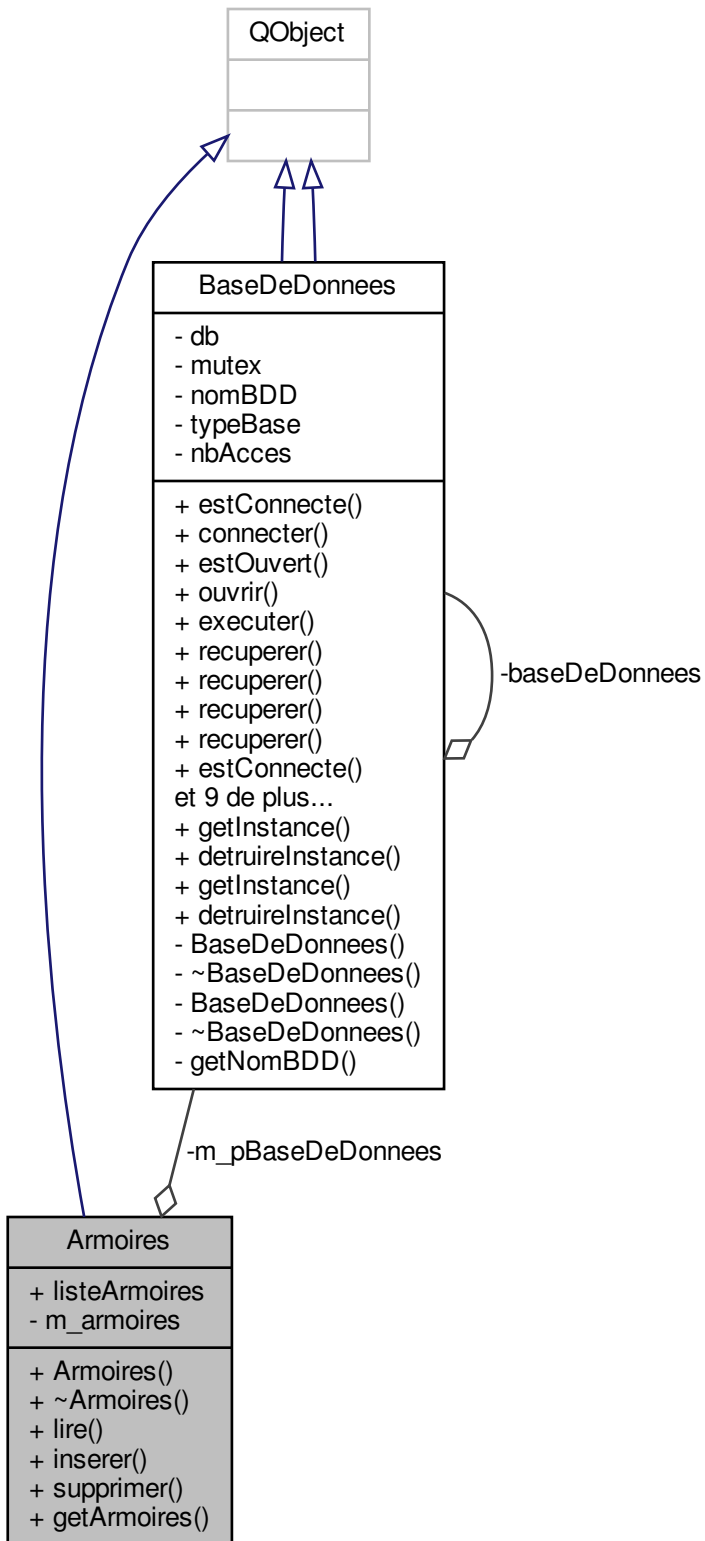 QObject
BaseDeDonnees
- db
- mutex
- nomBDD
- typeBase
- nbAcces
+ estConnecte()
+ connecter()
+ estOuvert()
+ ouvrir()
+ executer()
+ recuperer()
+ recuperer()
+ recuperer()
+ recuperer()
+ estConnecte()
et 9 de plus...
+ getInstance()
+ detruireInstance()
+ getInstance()
+ detruireInstance()
- BaseDeDonnees()
- ~BaseDeDonnees()
- BaseDeDonnees()
- ~BaseDeDonnees()
- getNomBDD()
-baseDeDonnees
-m_pBaseDeDonnees
Armoires
+ listeArmoires
- m_armoires
+ Armoires()
+ ~Armoires()
+ lire()
+ inserer()
+ supprimer()
+ getArmoires()